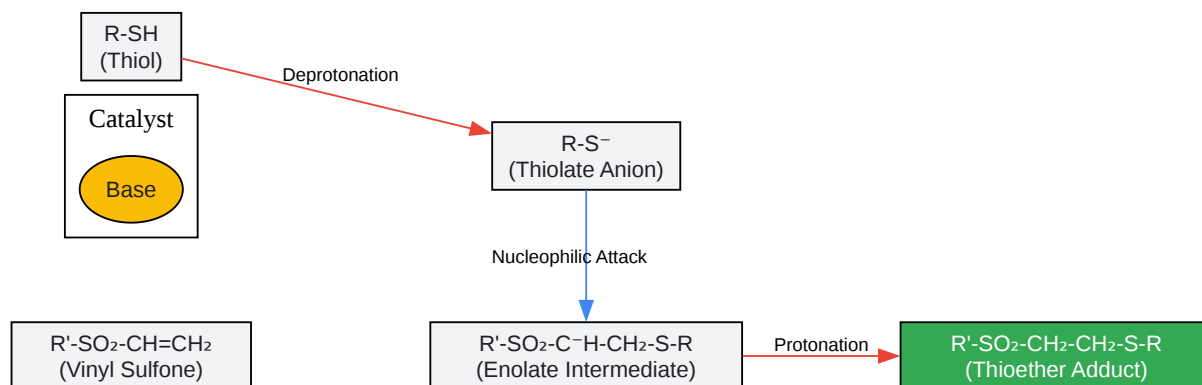 R-SH
(Thiol)
Deprotonation
Catalyst
Base
R-S⁻
(Thiolate Anion)
Nucleophilic Attack
R'-SO₂-CH=CH₂
(Vinyl Sulfone)
R'-SO₂-C⁻H-CH₂-S-R
(Enolate Intermediate)
Protonation
R'-SO₂-CH₂-CH₂-S-R
(Thioether Adduct)